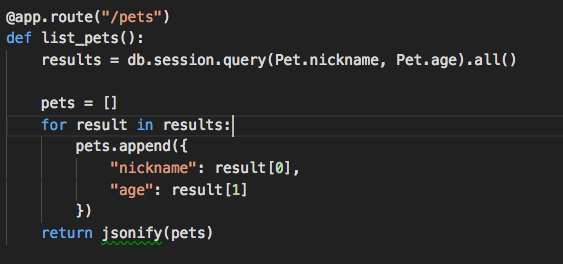 @app.route("/pets")
def list_pets():
    results = db.session.query(Pet.nickname, Pet.age).all()

    pets = []
    for result in results:
        pets.append({
            "nickname": result[0],
            "age": result[1]
        })
    return jsonify(pets)